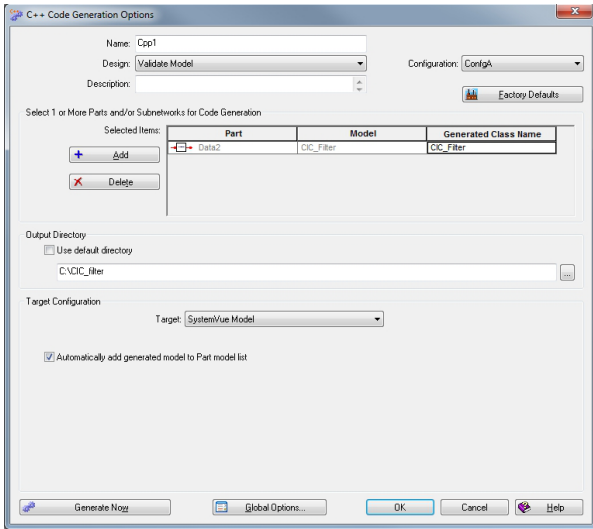 C++ Code Generation Options
Name: Cpp1
Design: Validate Model Configuration: ConfgA
Description:
Factory Defaults
Select 1 or More Parts and/or Subnetworks for Code Generation
Selected Items: Part Model Generated Class Name
Data2 CIC_Filter CIC_Filter
Add
Delete
Output Directory
Use default directory
C:\CIC_filter ...
Target Configuration
Target: SystemVue Model
Automatically add generated model to Part model list
Generate Now Global Options... OK Cancel Help